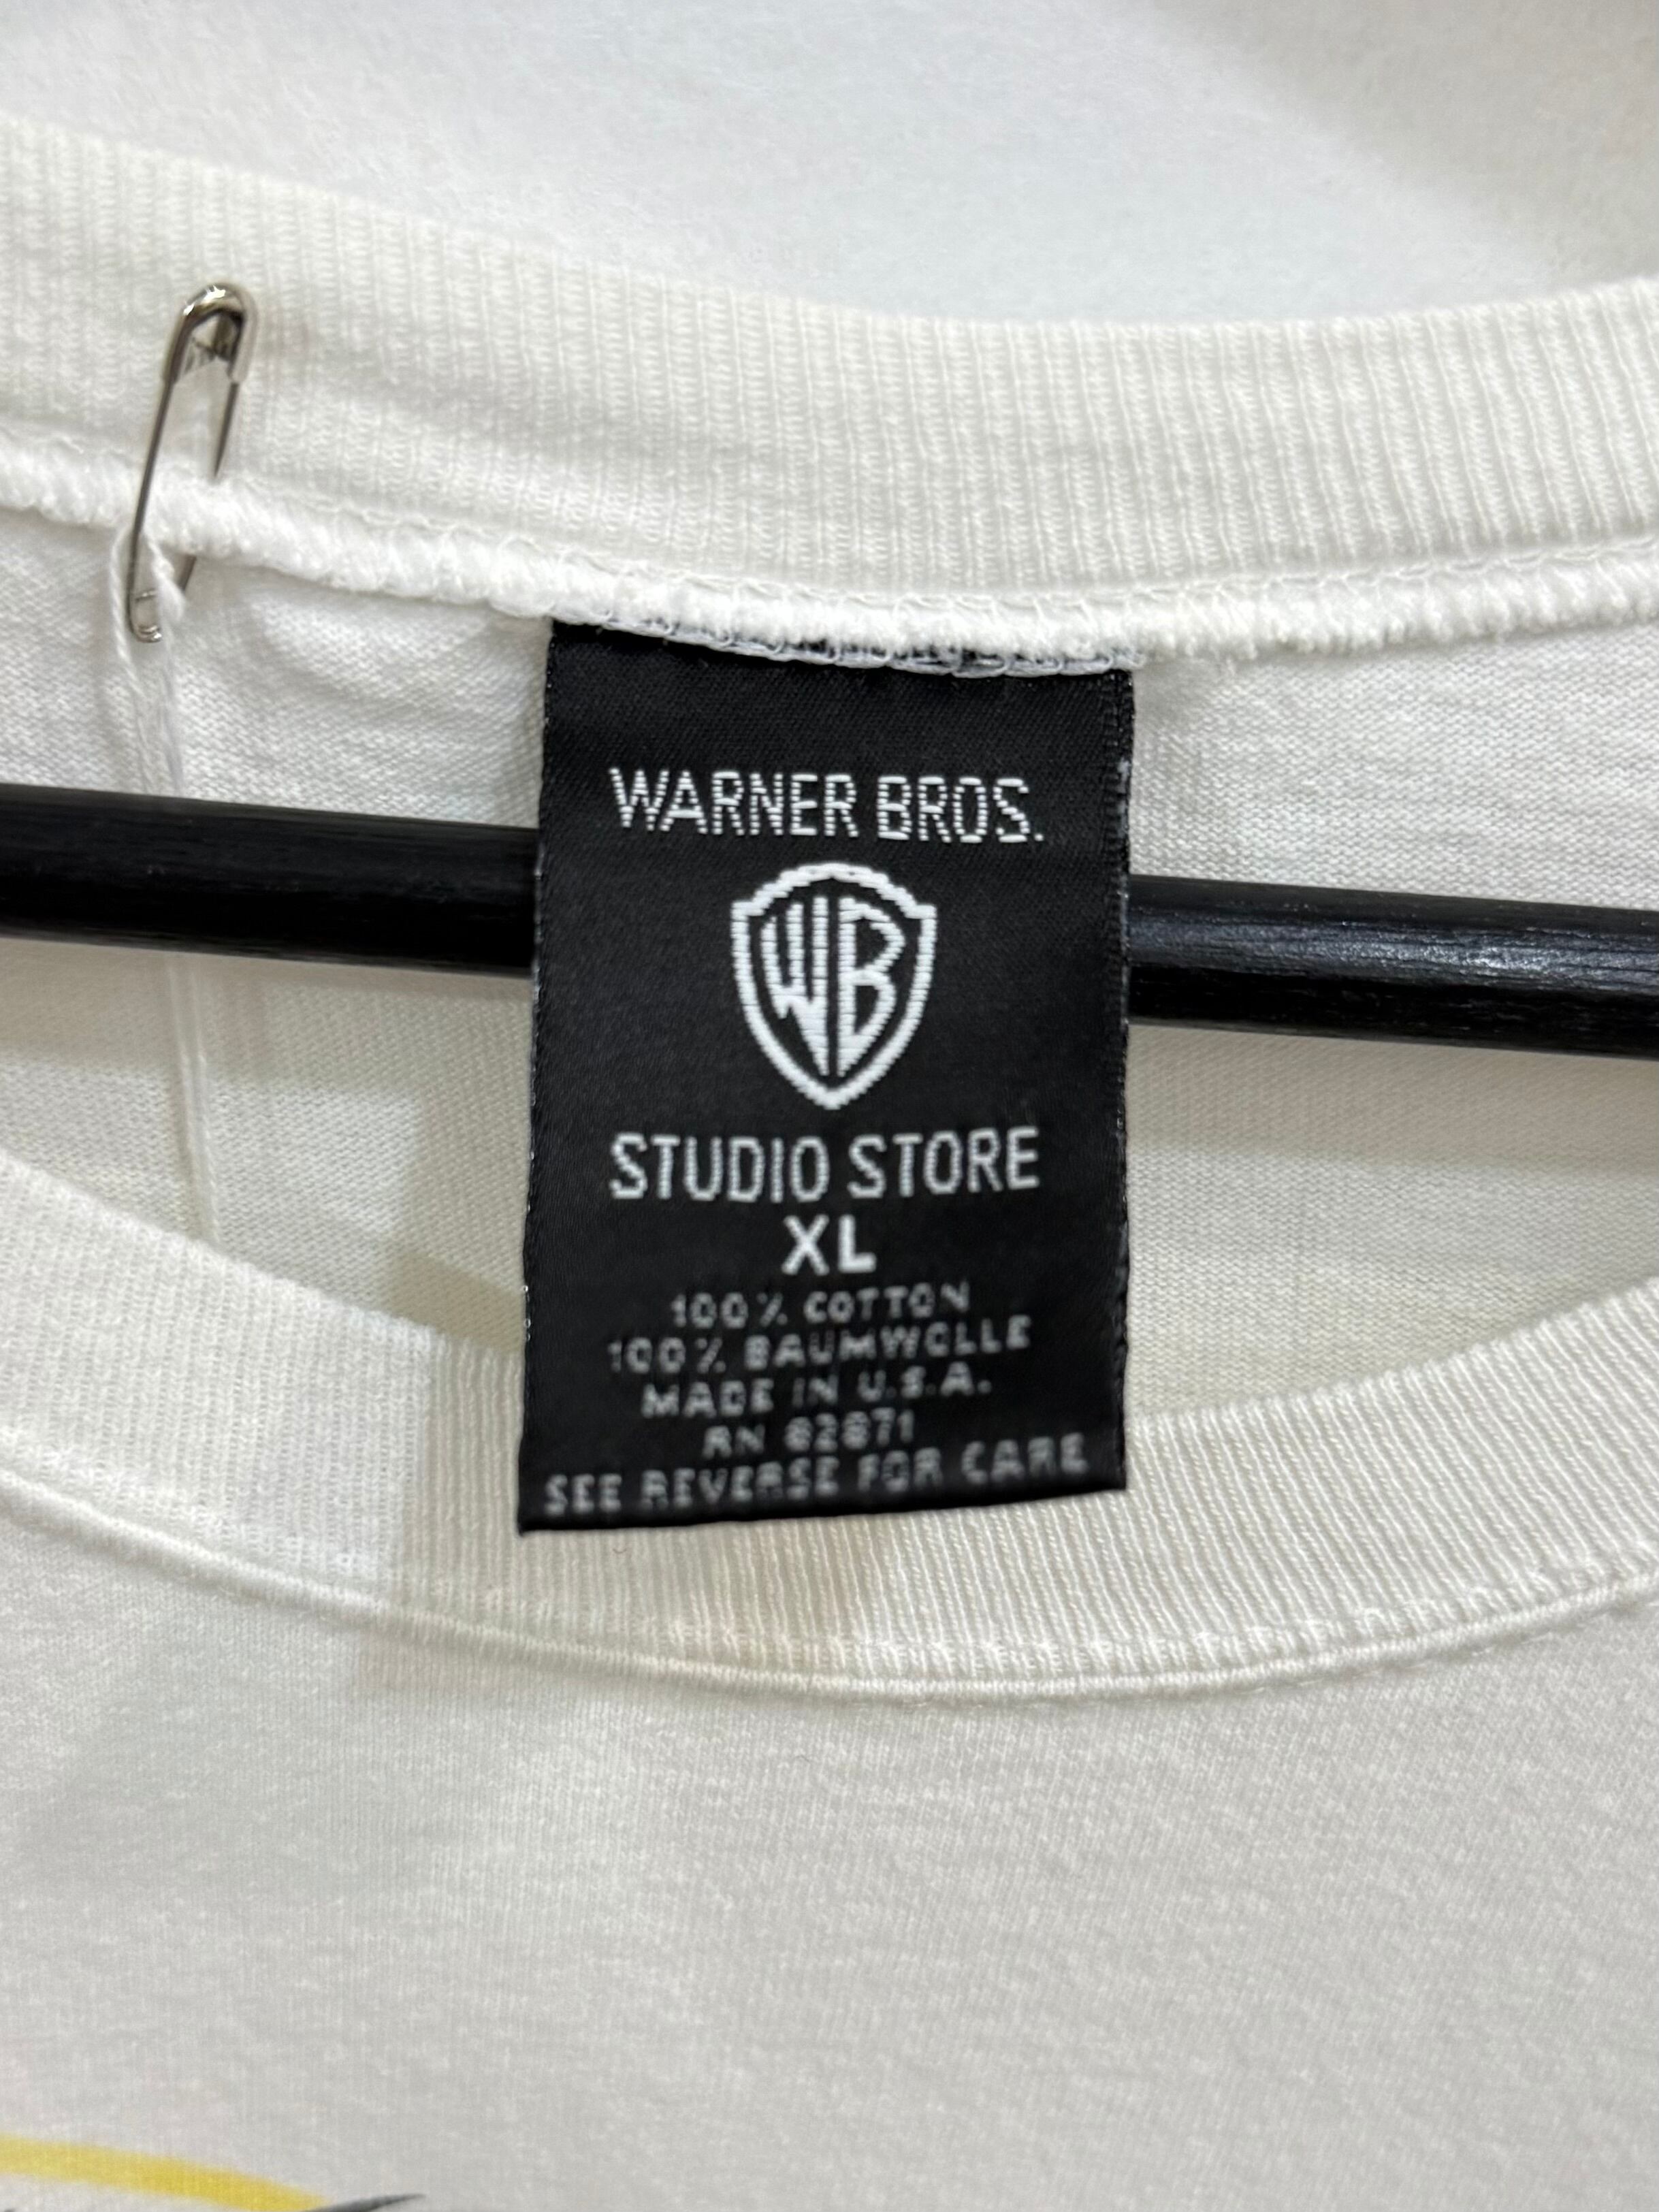 WARNER BROS.
WB
STUDIO STORE
XL
100% COTTON
100% BAUMWOLLE
MADE IN U.S.A.
RN 82871
SEE REVERSE FOR CARE